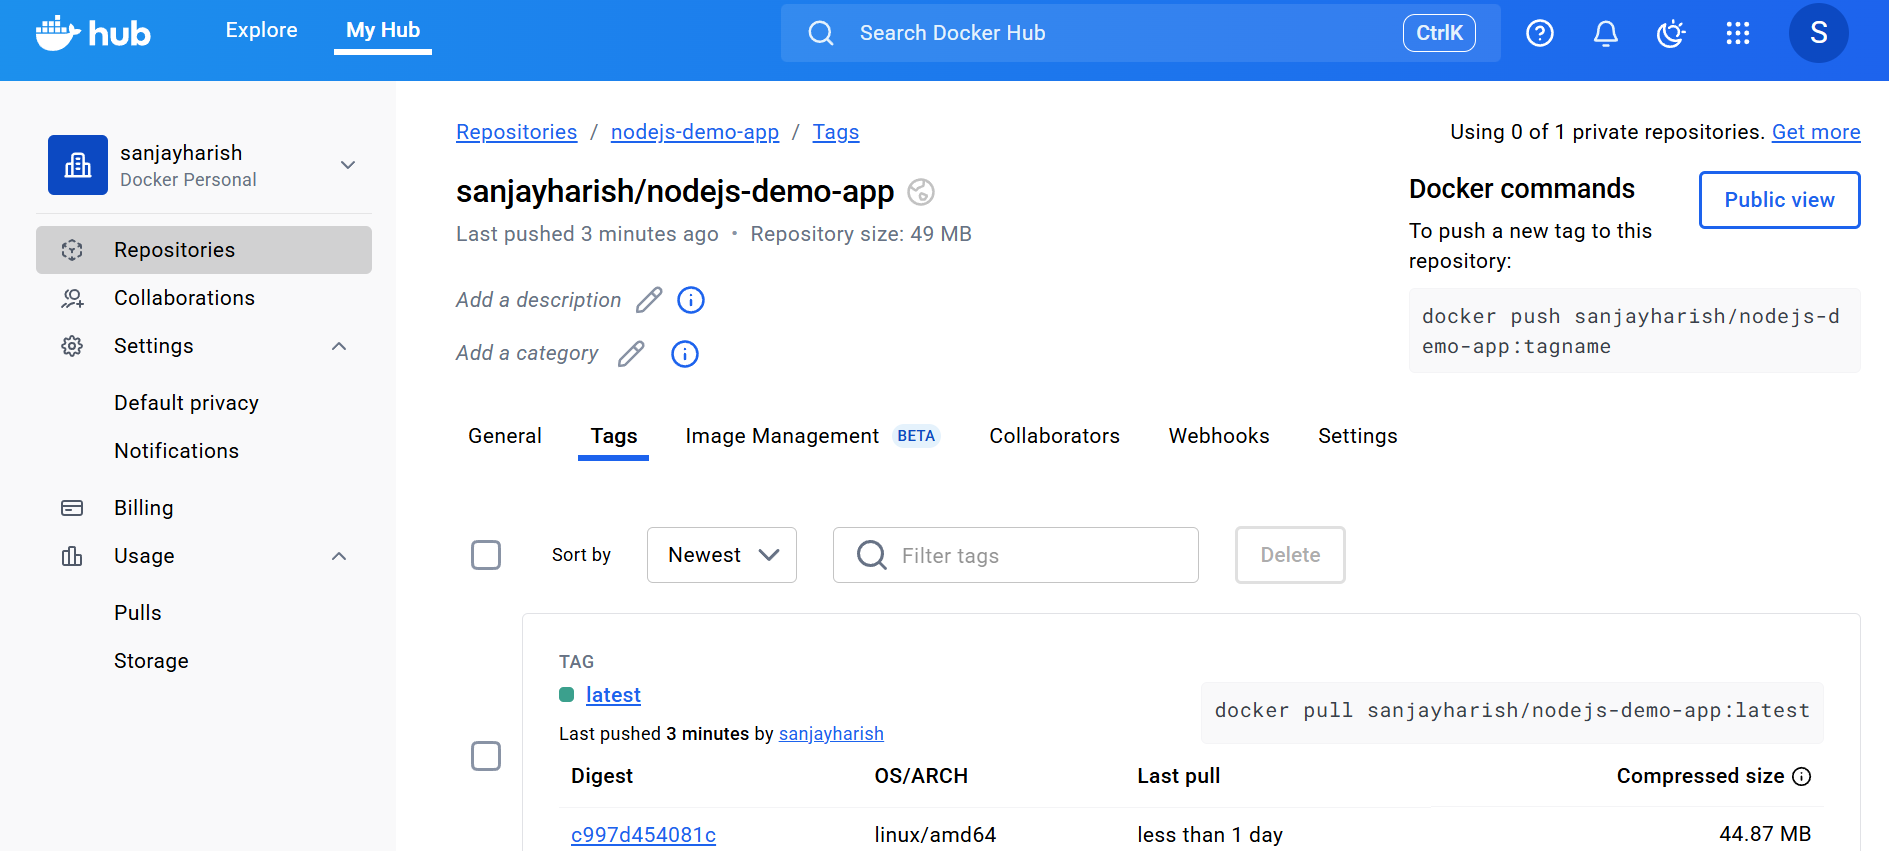 hub
Explore
My Hub
Search Docker Hub
CtrlK
S
sanjayharish
Docker Personal
Repositories
Collaborations
Settings
Default privacy
Notifications
Billing
Usage
Pulls
Storage
Repositories / nodejs-demo-app / Tags
Using 0 of 1 private repositories. Get more
sanjayharish/nodejs-demo-app
Last pushed 3 minutes ago • Repository size: 49 MB
Add a description
Add a category
Docker commands
Public view
To push a new tag to this
repository:
docker push sanjayharish/nodejs-d
emo-app:tagname
General
Tags
Image Management BETA
Collaborators
Webhooks
Settings
Sort by
Newest
Filter tags
Delete
TAG
latest
docker pull sanjayharish/nodejs-demo-app:latest
Last pushed 3 minutes by sanjayharish
Digest OS/ARCH Last pull Compressed size
c997d454081c linux/amd64 less than 1 day 44.87 MB